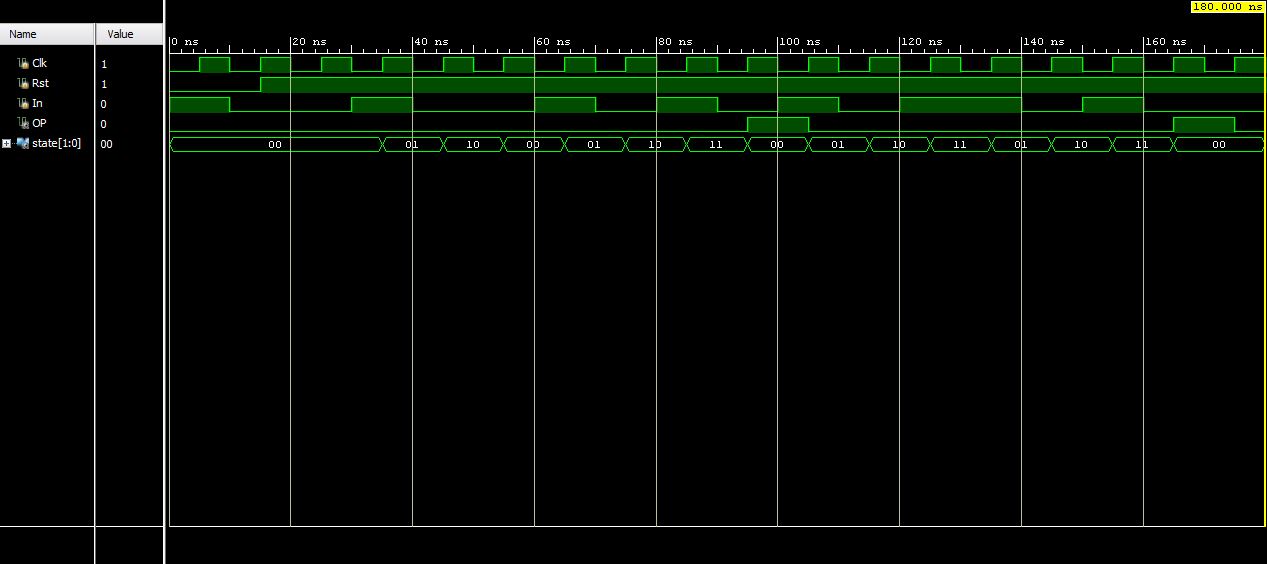 180.000 ns
Name Value
0 ns 20 ns 40 ns 60 ns 80 ns 100 ns 120 ns 140 ns 160 ns
Clk 1
Rst 1
In 0
OP 0
state[1:0] 00 00 01 10 00 01 10 11 00 01 10 11 01 10 11 00